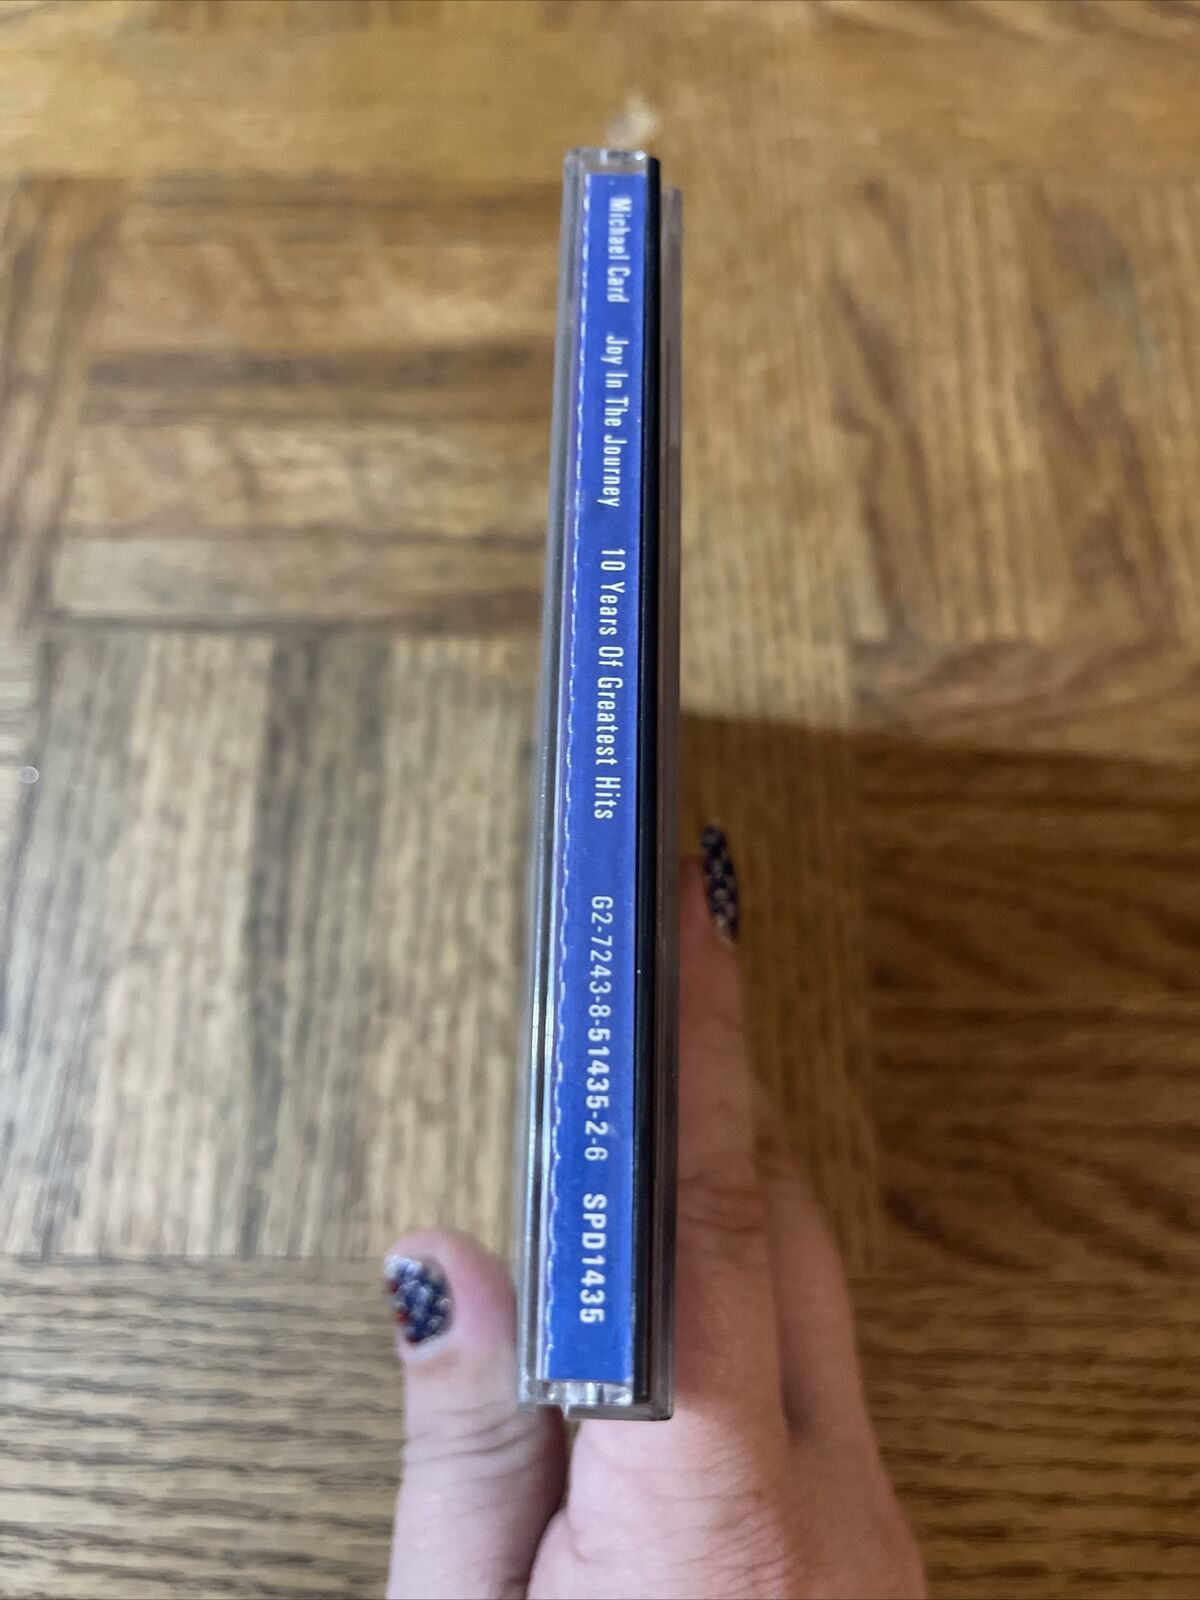 Michael Card Joy In The Journey 10 Years Of Greatest Hits G2-7243-8-51435-2-6 SPD1435